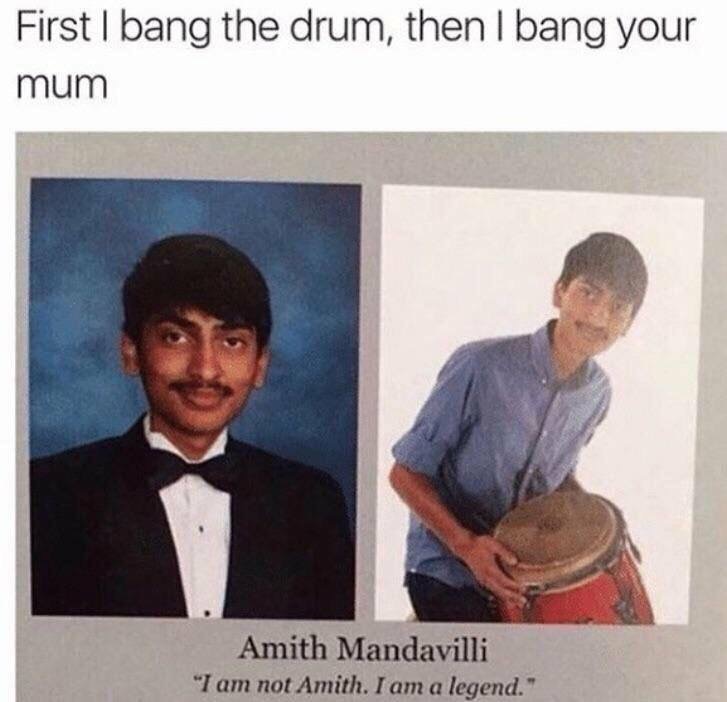 First I bang the drum, then I bang your
mum
Amith Mandavilli
"I am not Amith. I am a legend."